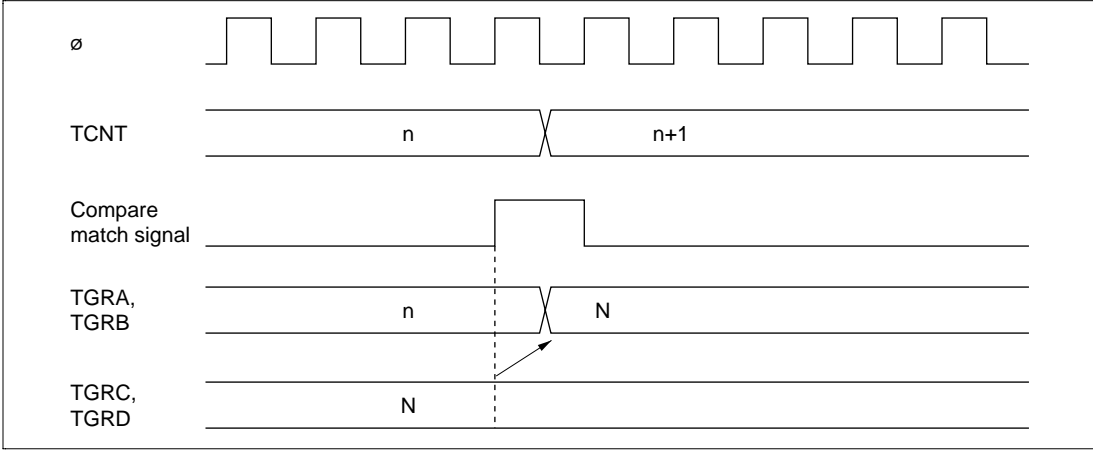 ø
TCNT
n
n+1
Compare
match signal
TGRA,
TGRB
n
N
TGRC,
TGRD
N